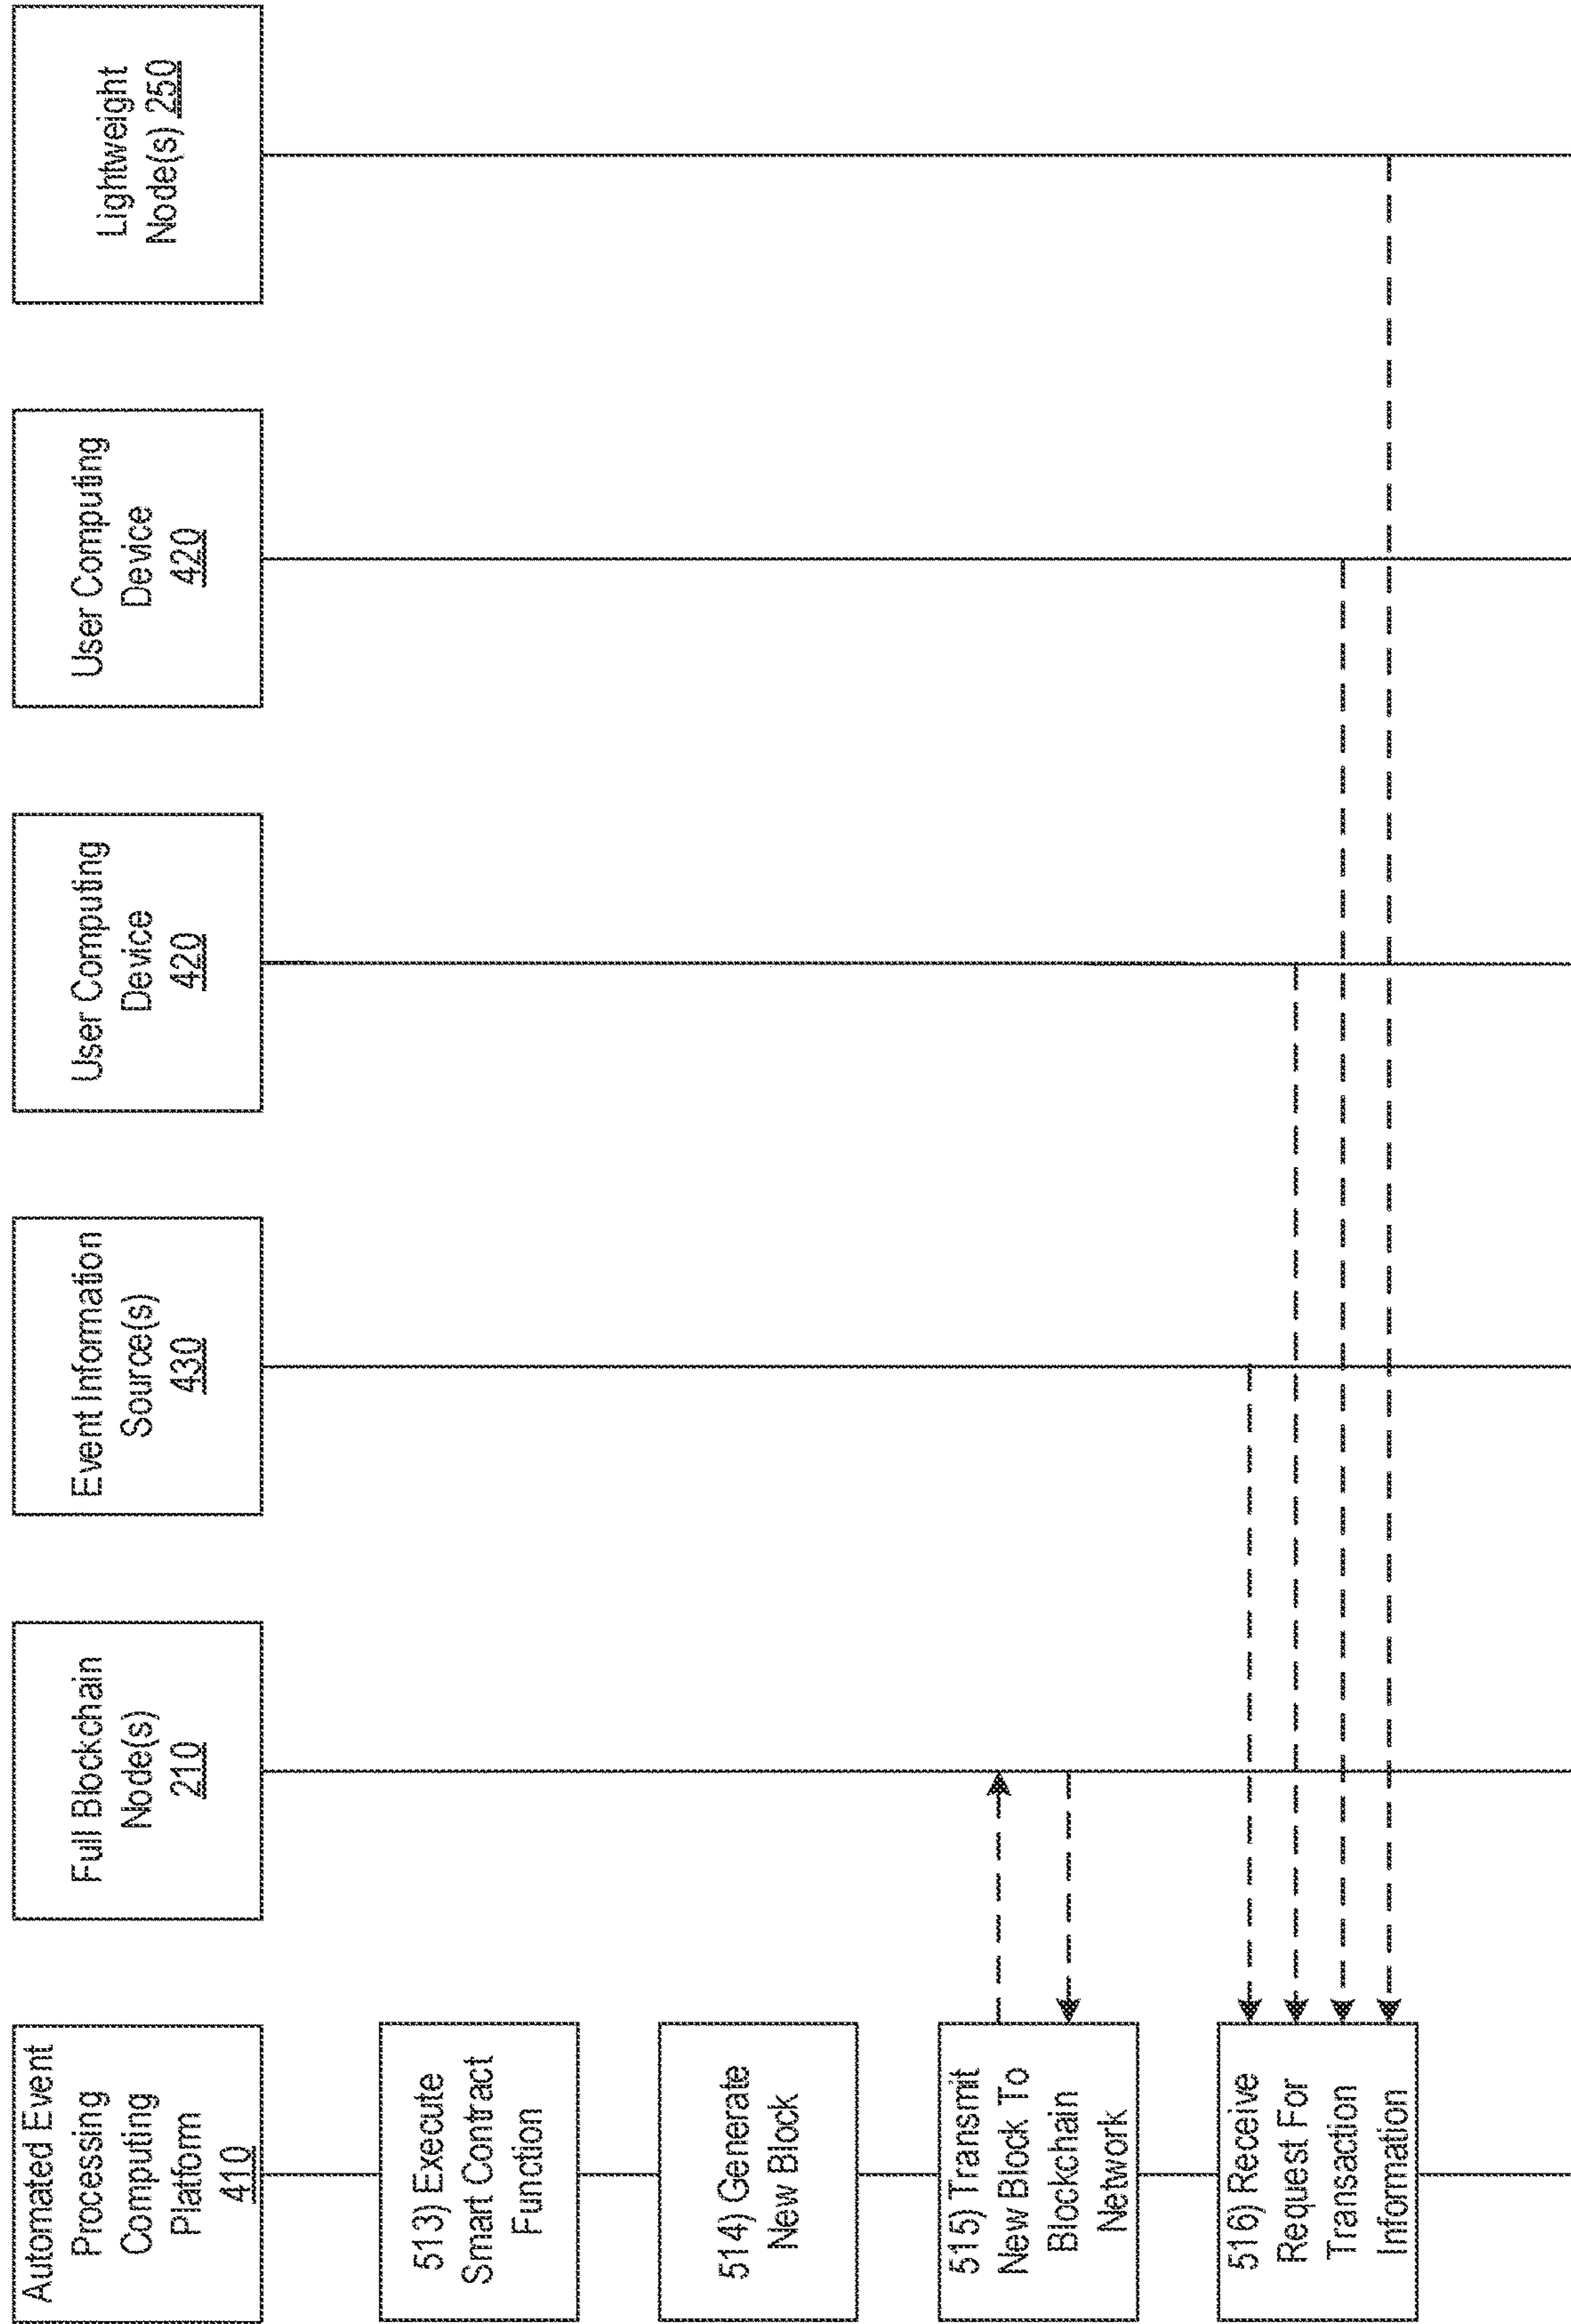 Automated Event
Processing
Computing
Platform
410
Full Blockchain
Node(s)
210
Event Information
Source(s)
430
User Computing
Device
420
User Computing
Device
420
Lightweight
Node(s) 250
513) Execute
Smart Contract
Function
514) Generate
New Block
515) Transmit
New Block To
Blockchain
Network
516) Receive
Request For
Transaction
Information